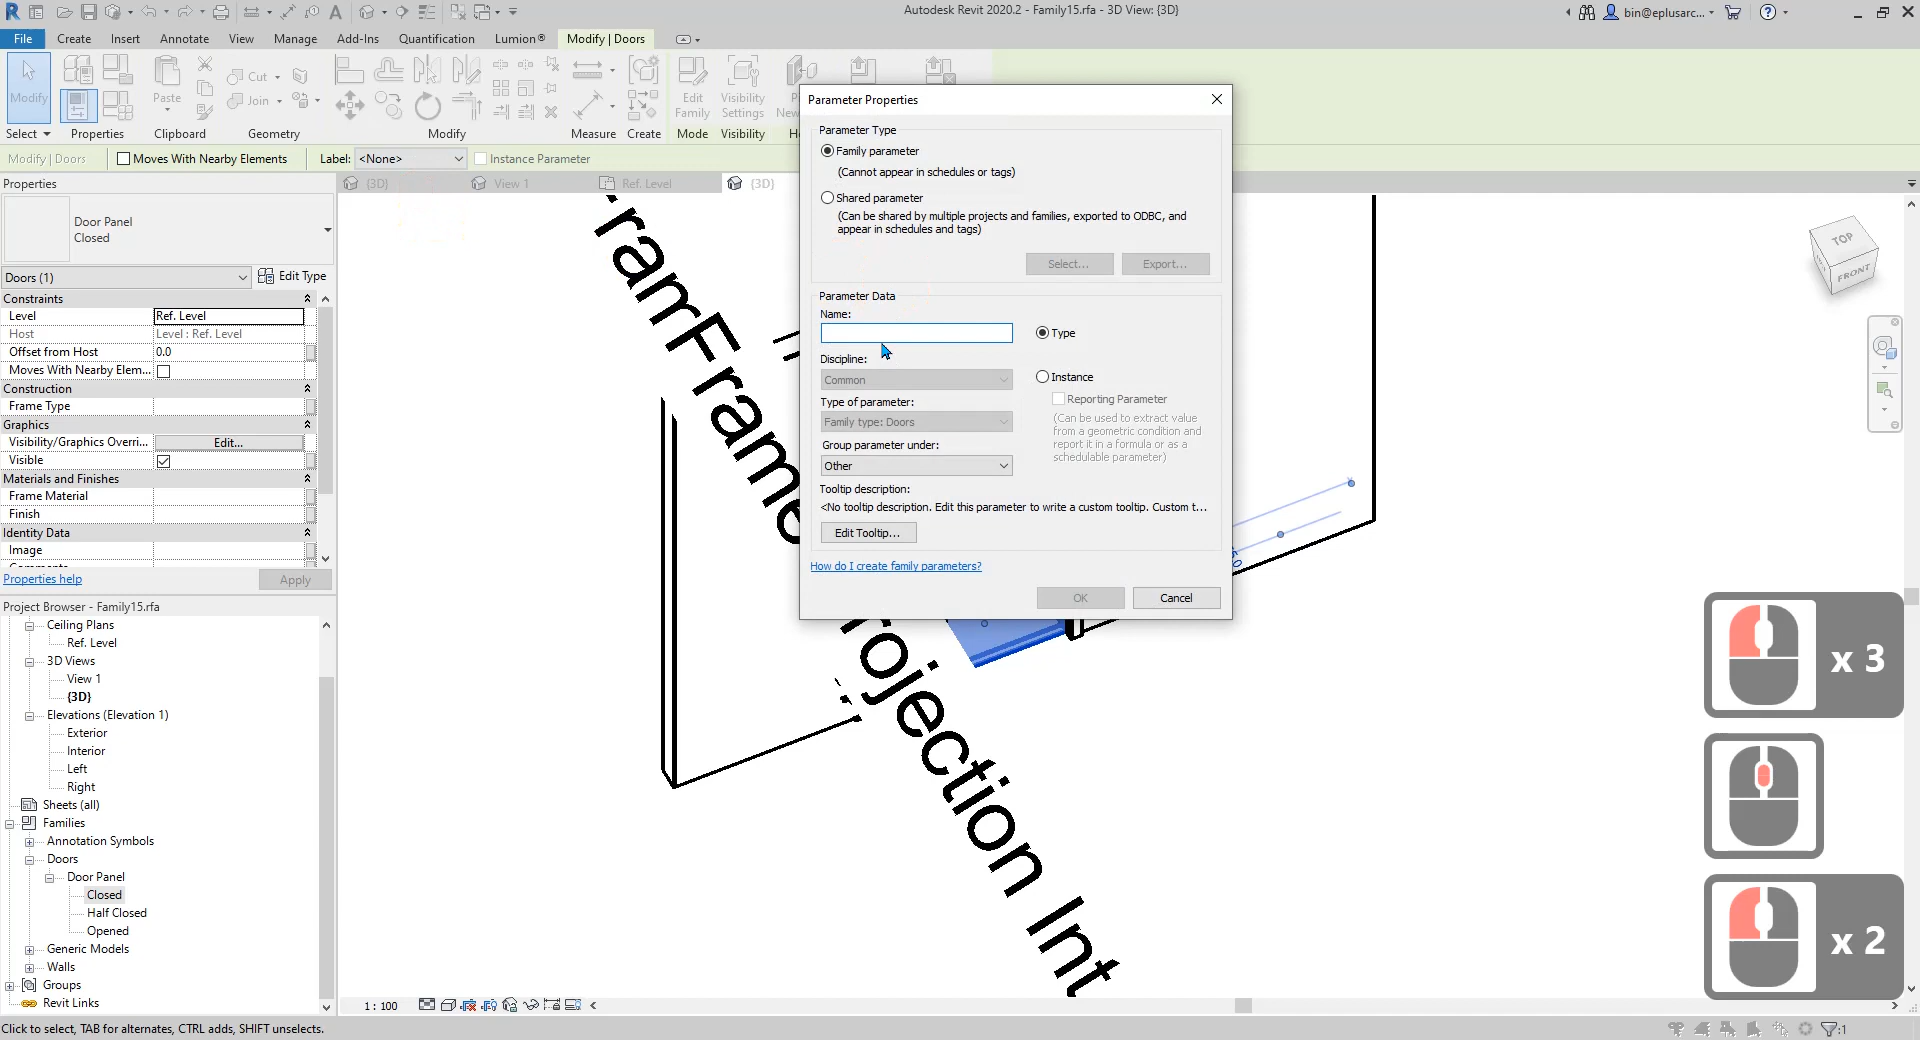 Autodesk Revit 2020.2 - Family15.rfa - 3D View: {3D}
bin@eplusarc...
File
Create
Insert
Annotate
View
Manage
Add-Ins
Quantification
Lumion®
Modify | Doors
Modify
Paste
Cut
Join
Edit
Family
Visibility
Settings
Select
Properties
Clipboard
Geometry
Modify
Measure
Create
Mode
Visibility
Modify | Doors
Moves With Nearby Elements
Label:
<None>
Instance Parameter
Properties
{3D}
View 1
Ref. Level
{3D}
Door Panel
Closed
Doors (1)
Edit Type
Constraints
Level
Ref. Level
Host
Level : Ref. Level
Offset from Host
0.0
Moves With Nearby Elem...
Construction
Frame Type
Graphics
Visibility/Graphics Overri...
Edit...
Visible
Materials and Finishes
Frame Material
Finish
Identity Data
Image
Properties help
Apply
Project Browser - Family15.rfa
Ceiling Plans
Ref. Level
3D Views
View 1
{3D}
Elevations (Elevation 1)
Exterior
Interior
Left
Right
Sheets (all)
Families
Annotation Symbols
Doors
Door Panel
Closed
Half Closed
Opened
Generic Models
Walls
Groups
Revit Links
Parameter Properties
Parameter Type
Family parameter
(Cannot appear in schedules or tags)
Shared parameter
(Can be shared by multiple projects and families, exported to ODBC, and
appear in schedules and tags)
Select...
Export...
Parameter Data
Name:
Type
Discipline:
Common
Instance
Type of parameter:
Reporting Parameter
Family type: Doors
(Can be used to extract value
from a geometric condition and
report it in a formula or as a
schedulable parameter)
Group parameter under:
Other
Tooltip description:
<No tooltip description. Edit this parameter to write a custom tooltip. Custom t...
Edit Tooltip...
How do I create family parameters?
OK
Cancel
TOP
FRONT
x 3
x 2
1 : 100
Click to select, TAB for alternates, CTRL adds, SHIFT unselects.
:1